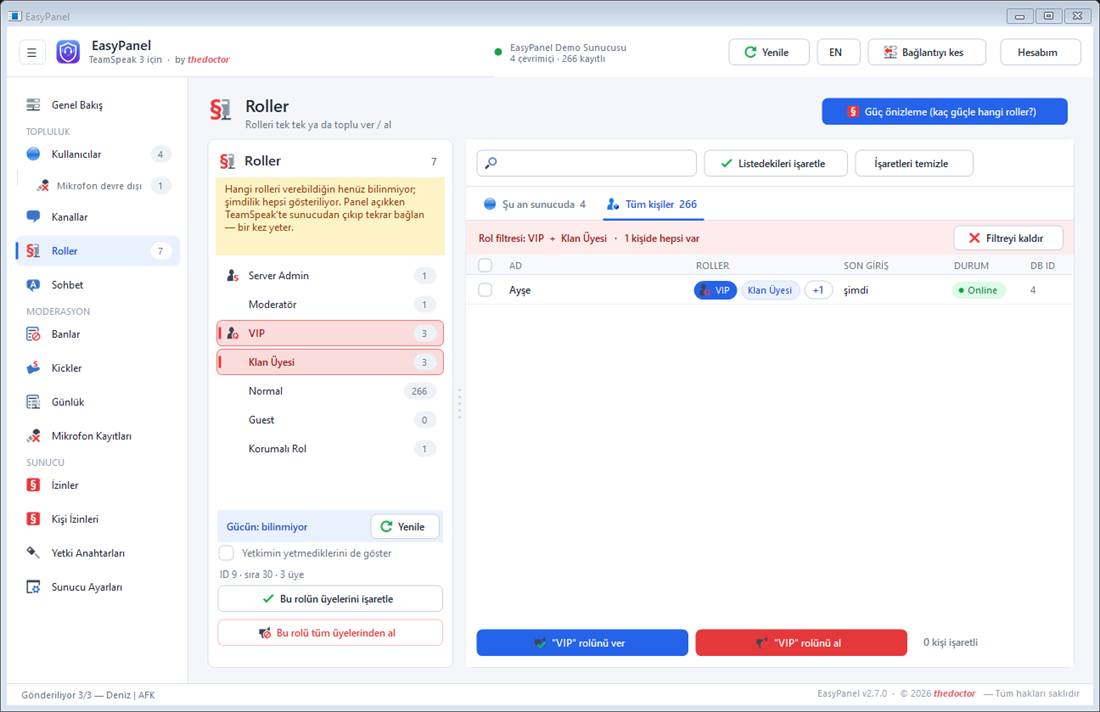 EasyPanel
EasyPanel
TeamSpeak 3 için · by thedoctor
EasyPanel Demo Sunucusu
4 çevrimiçi · 266 kayıtlı
Yenile
EN
Bağlantıyı kes
Hesabım
Genel Bakış
TOPLULUK
Kullanıcılar 4
Mikrofon devre dışı 1
Kanallar
Roller 7
Sohbet
MODERASYON
Banlar
Kickler
Günlük
Mikrofon Kayıtları
SUNUCU
İzinler
Kişi İzinleri
Yetki Anahtarları
Sunucu Ayarları
Roller
Rolleri tek tek ya da toplu ver / al
Güç önizleme (kaç güçle hangi roller?)
Roller 7
Hangi rolleri verebildiğin henüz bilinmiyor;
şimdilik hepsi gösteriliyor. Panel açıkken
TeamSpeak'te sunucudan çıkıp tekrar bağlan
— bir kez yeter.
Server Admin 1
Moderatör 1
VIP 3
Klan Üyesi 3
Normal 266
Guest 0
Korumalı Rol 1
Gücün: bilinmiyor
Yenile
Yetkimin yetmediklerini de göster
ID 9 · sıra 30 · 3 üye
Bu rolün üyelerini işaretle
Bu rolü tüm üyelerinden al
Listedekileri işaretle
İşaretleri temizle
Şu an sunucuda 4
Tüm kişiler 266
Rol filtresi: VIP + Klan Üyesi · 1 kişide hepsi var
Filtreyi kaldır
AD ROLLER SON GİRİŞ DURUM DB ID
Ayşe VIP Klan Üyesi +1 şimdi Online 4
"VIP" rolünü ver
"VIP" rolünü al
0 kişi işaretli
Gönderiliyor 3/3 — Deniz | AFK
EasyPanel v2.7.0 · © 2026 thedoctor — Tüm hakları saklıdır